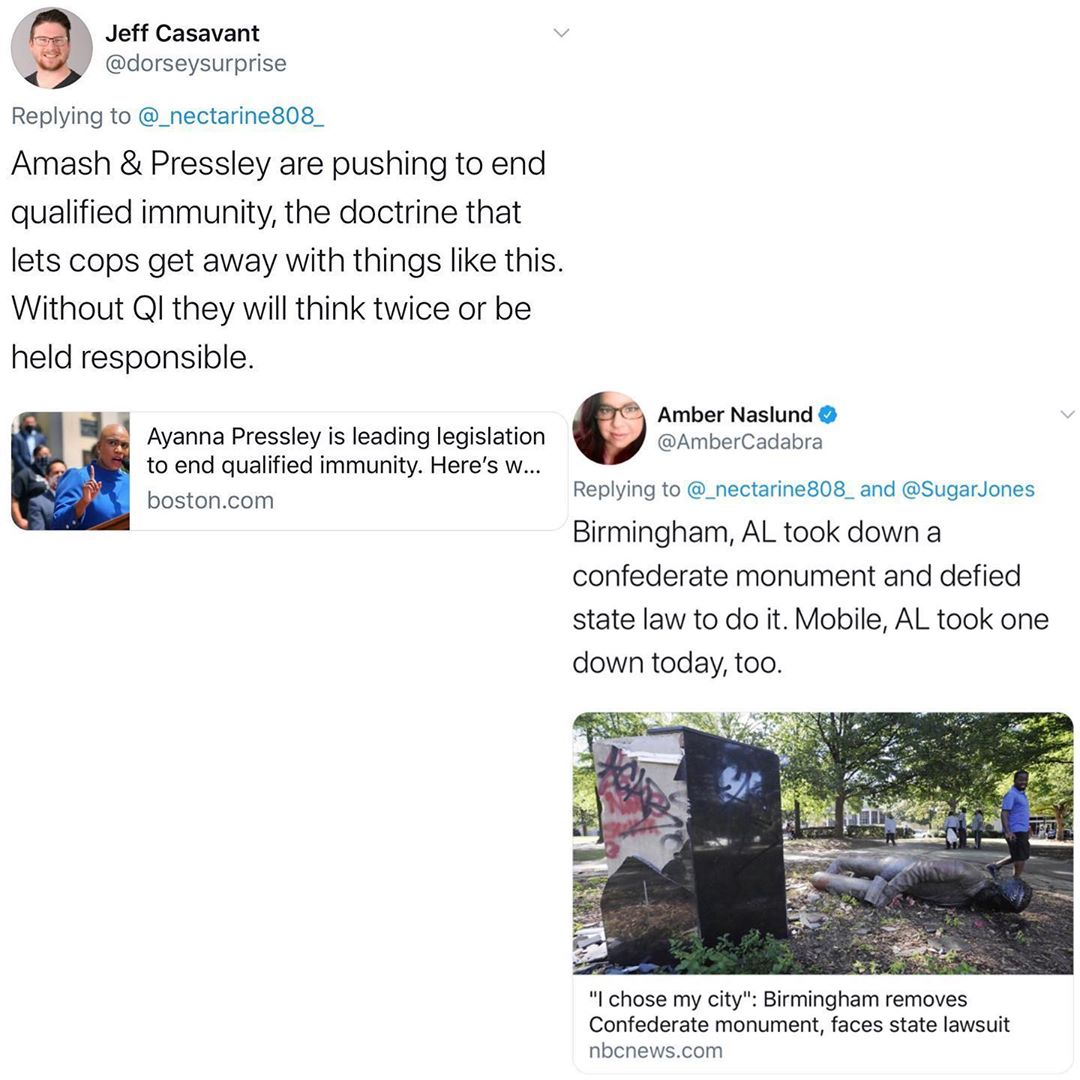 Jeff Casavant
@dorseysurprise
Replying to @_nectarine808_
Amash & Pressley are pushing to end
qualified immunity, the doctrine that
lets cops get away with things like this.
Without QI they will think twice or be
held responsible.
Ayanna Pressley is leading legislation
to end qualified immunity. Here’s w...
boston.com
Amber Naslund
@AmberCadabra
Replying to @_nectarine808_ and @SugarJones
Birmingham, AL took down a
confederate monument and defied
state law to do it. Mobile, AL took one
down today, too.
"I chose my city": Birmingham removes
Confederate monument, faces state lawsuit
nbcnews.com